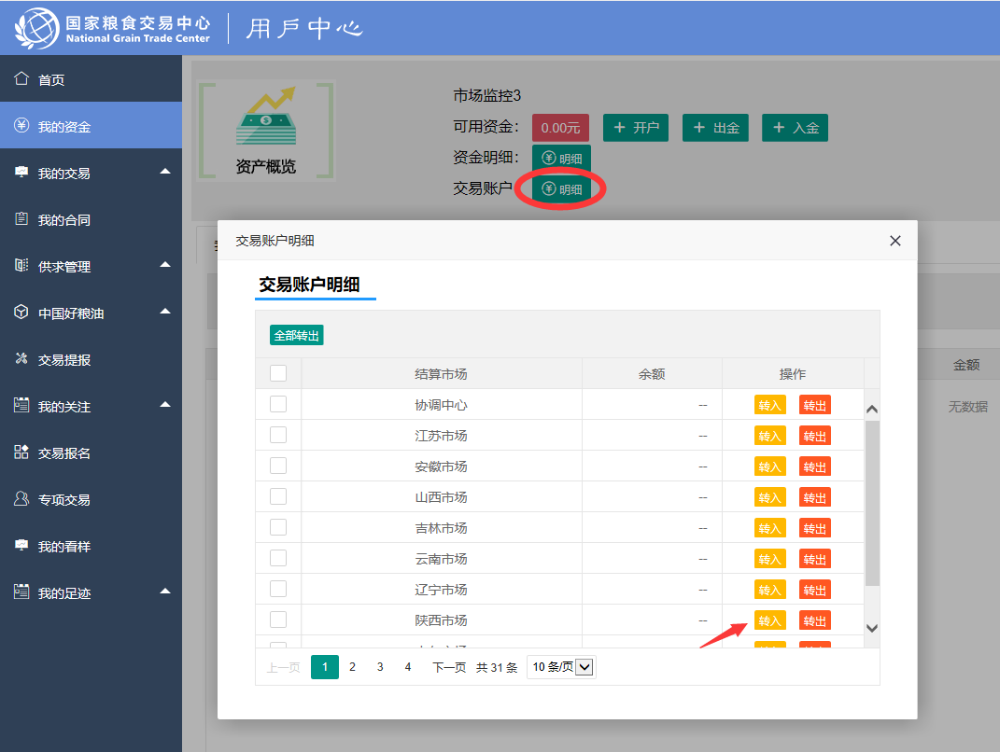 国家粮食交易中心
National Grain Trade Center
用户中心
首页
我的资金
我的交易
我的合同
供求管理
中国好粮油
交易提报
我的关注
交易报名
专项交易
我的看样
我的足迹
资产概览
市场监控3
可用资金： 0.00元 + 开户 + 出金 + 入金
资金明细： 明细
交易账户 明细
金额
无数据
交易账户明细
交易账户明细
全部转出
结算市场 余额 操作
协调中心 -- 转入 转出
江苏市场 -- 转入 转出
安徽市场 -- 转入 转出
山西市场 -- 转入 转出
吉林市场 -- 转入 转出
云南市场 -- 转入 转出
辽宁市场 -- 转入 转出
陕西市场 -- 转入 转出
上一页 1 2 3 4 下一页 共 31 条 10 条/页